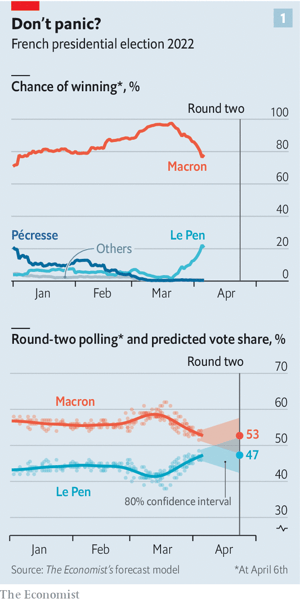 Don't panic?
1
French presidential election 2022
Chance of winning*, %
Round two
100
80
60
40
20
0
Macron
Pécresse
Others
Le Pen
Jan Feb Mar Apr
Round-two polling* and predicted vote share, %
Round two
70
60
50
40
30
Macron
53
47
Le Pen
80% confidence interval
Jan Feb Mar Apr
Source: The Economist's forecast model *At April 6th
The Economist